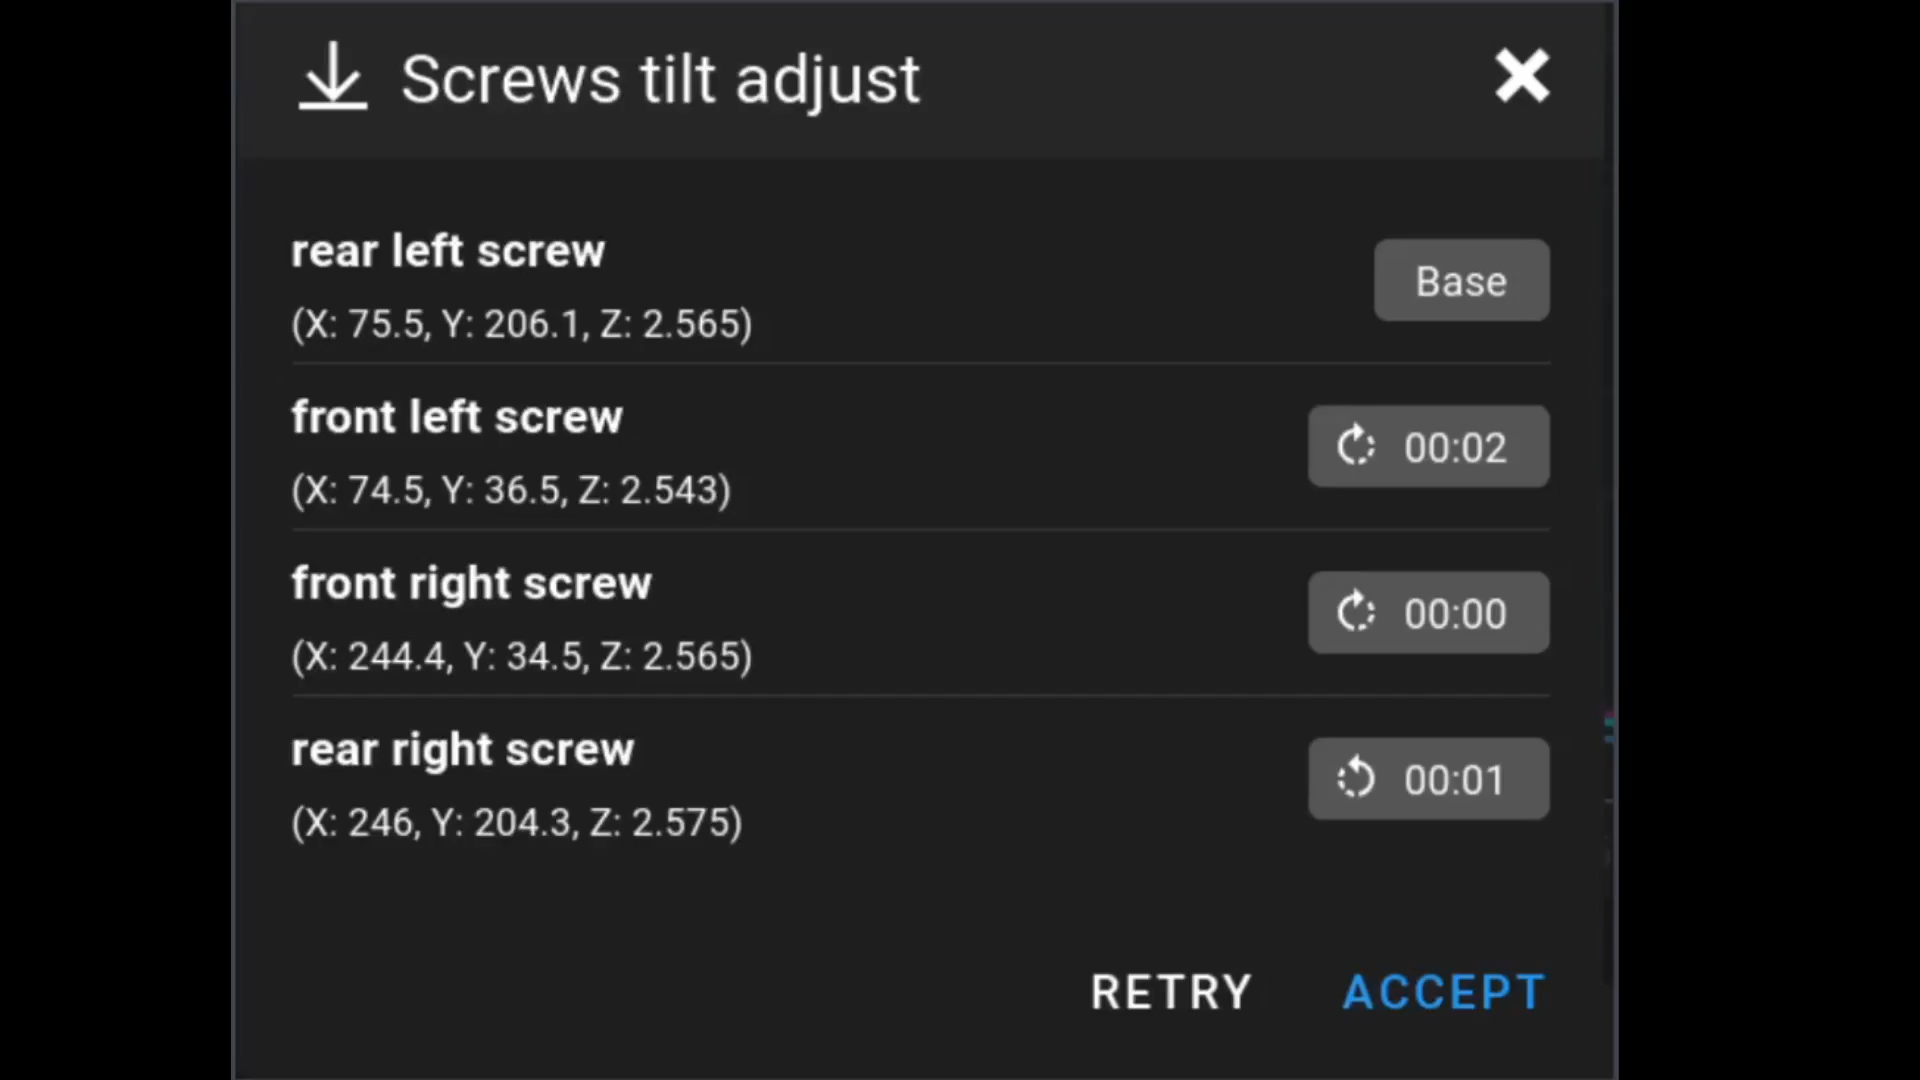 Screws tilt adjust
rear left screw
Base
(X: 75.5, Y: 206.1, Z: 2.565)
front left screw
00:02
(X: 74.5, Y: 36.5, Z: 2.543)
front right screw
00:00
(X: 244.4, Y: 34.5, Z: 2.565)
rear right screw
00:01
(X: 246, Y: 204.3, Z: 2.575)
RETRY
ACCEPT